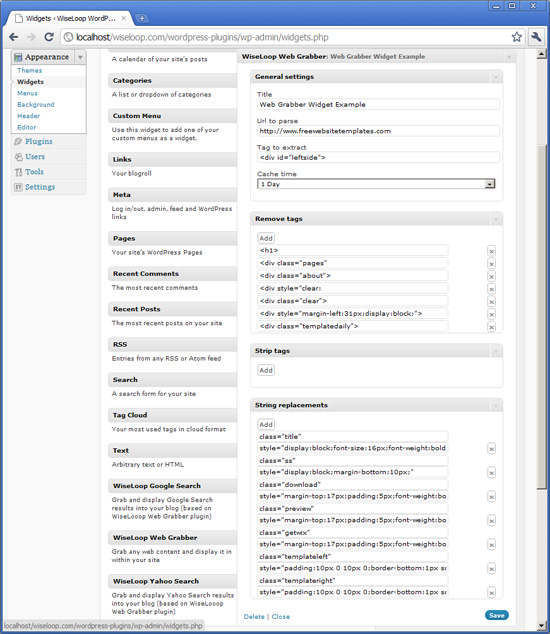 Widgets ‹ WiseLoop WordP...
localhost/wiseloop.com/wordpress-plugins/wp-admin/widgets.php
Appearance
Themes
Widgets
Menus
Background
Header
Editor
Plugins
Users
Tools
Settings
A calendar of your site's posts
Categories
A list or dropdown of categories
Custom Menu
Use this widget to add one of your
custom menus as a widget.
Links
Your blogroll
Meta
Log in/out, admin, feed and WordPress
links
Pages
Your site's WordPress Pages
Recent Comments
The most recent comments
Recent Posts
The most recent posts on your site
RSS
Entries from any RSS or Atom feed
Search
A search form for your site
Tag Cloud
Your most used tags in cloud format
Text
Arbitrary text or HTML
WiseLoop Google Search
Grab and display Google Search
results into your blog (based on
WiseLooop Web Grabber plugin)
WiseLoop Web Grabber
Grab any web content and display it
within your site
WiseLoop Yahoo Search
Grab and display Yahoo Search results
into your blog (based on WiseLooop
Web Grabber plugin)
WiseLoop Web Grabber: Web Grabber Widget Example
General settings
Title
Web Grabber Widget Example
Url to parse
http://www.freewebsitetemplates.com
Tag to extract
<div id="leftside">
Cache time
1 Day
Remove tags
Add
<h1>
<div class="pages"
<div class="about">
<div style="clear:
<div class="clear">
<div style="margin-left:31px;display:block;">
<div class="templatedaily">
Strip tags
Add
String replacements
Add
class="title"
style="display:block;font-size:16px;font-weight:bold
class="ss"
style="display:block;margin-bottom:10px;"
class="download"
style="margin-top:17px;padding:5px;font-weight:bo
class="preview"
style="margin-top:17px;padding:5px;font-weight:bo
class="getwix"
style="margin-top:17px;padding:5px;font-weight:bo
class="templateleft"
style="padding:10px 0 10px 0;border-bottom:1px so
class="templateright"
style="padding:10px 0 10px 0;border-bottom:1px so
Delete | Close
Save
localhost/wiseloop.com/wordpress-plugins/wp-admin/widgets.php